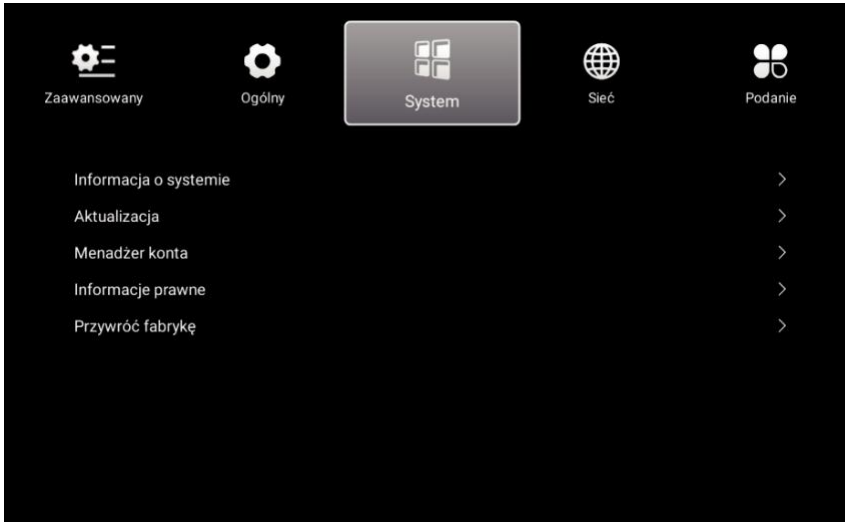 Zaawansowany
Ogólny
System
Sieć
Podanie
Informacja o systemie
Aktualizacja
Menadżer konta
Informacje prawne
Przywróć fabrykę